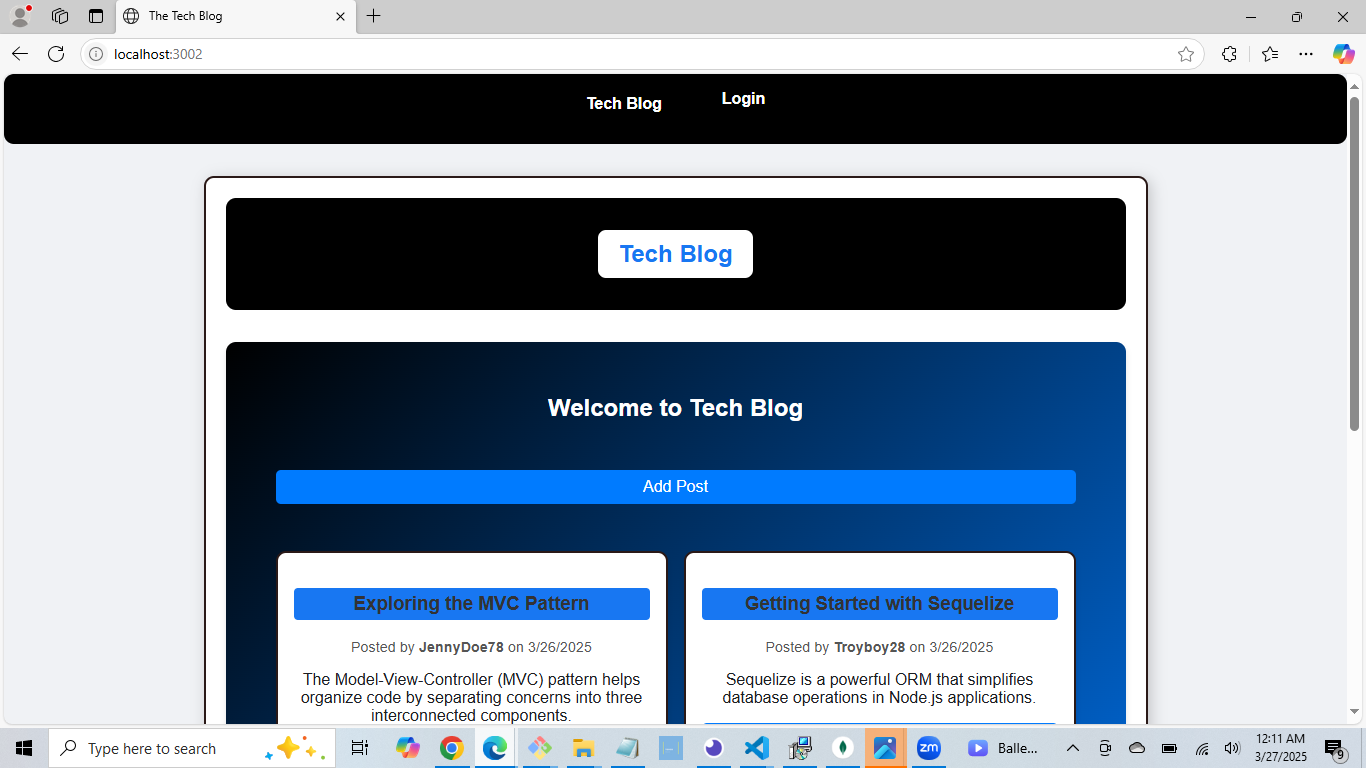 The Tech Blog
localhost:3002
Tech Blog
Login
Tech Blog
Welcome to Tech Blog
Add Post
Exploring the MVC Pattern
Posted by JennyDoe78 on 3/26/2025
The Model-View-Controller (MVC) pattern helps
organize code by separating concerns into three
interconnected components.
Getting Started with Sequelize
Posted by Troyboy28 on 3/26/2025
Sequelize is a powerful ORM that simplifies
database operations in Node.js applications.
Type here to search
zm
Balle...
12:11 AM
3/27/2025
9